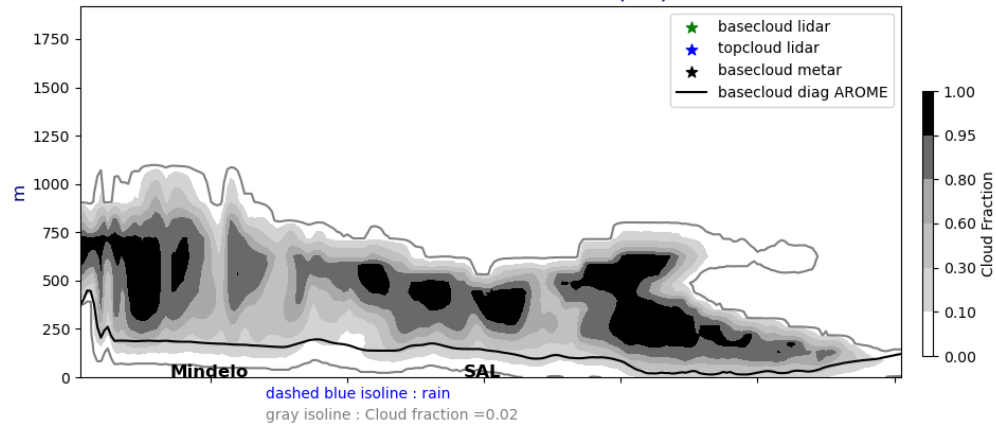 1750
1500
1250
1000
750
500
250
0
m
basecloud lidar
topcloud lidar
basecloud metar
basecloud diag AROME
1.00
0.95
0.80
0.60
0.30
0.10
0.00
Cloud Fraction
Mindelo
SAL
dashed blue isoline : rain
gray isoline : Cloud fraction =0.02